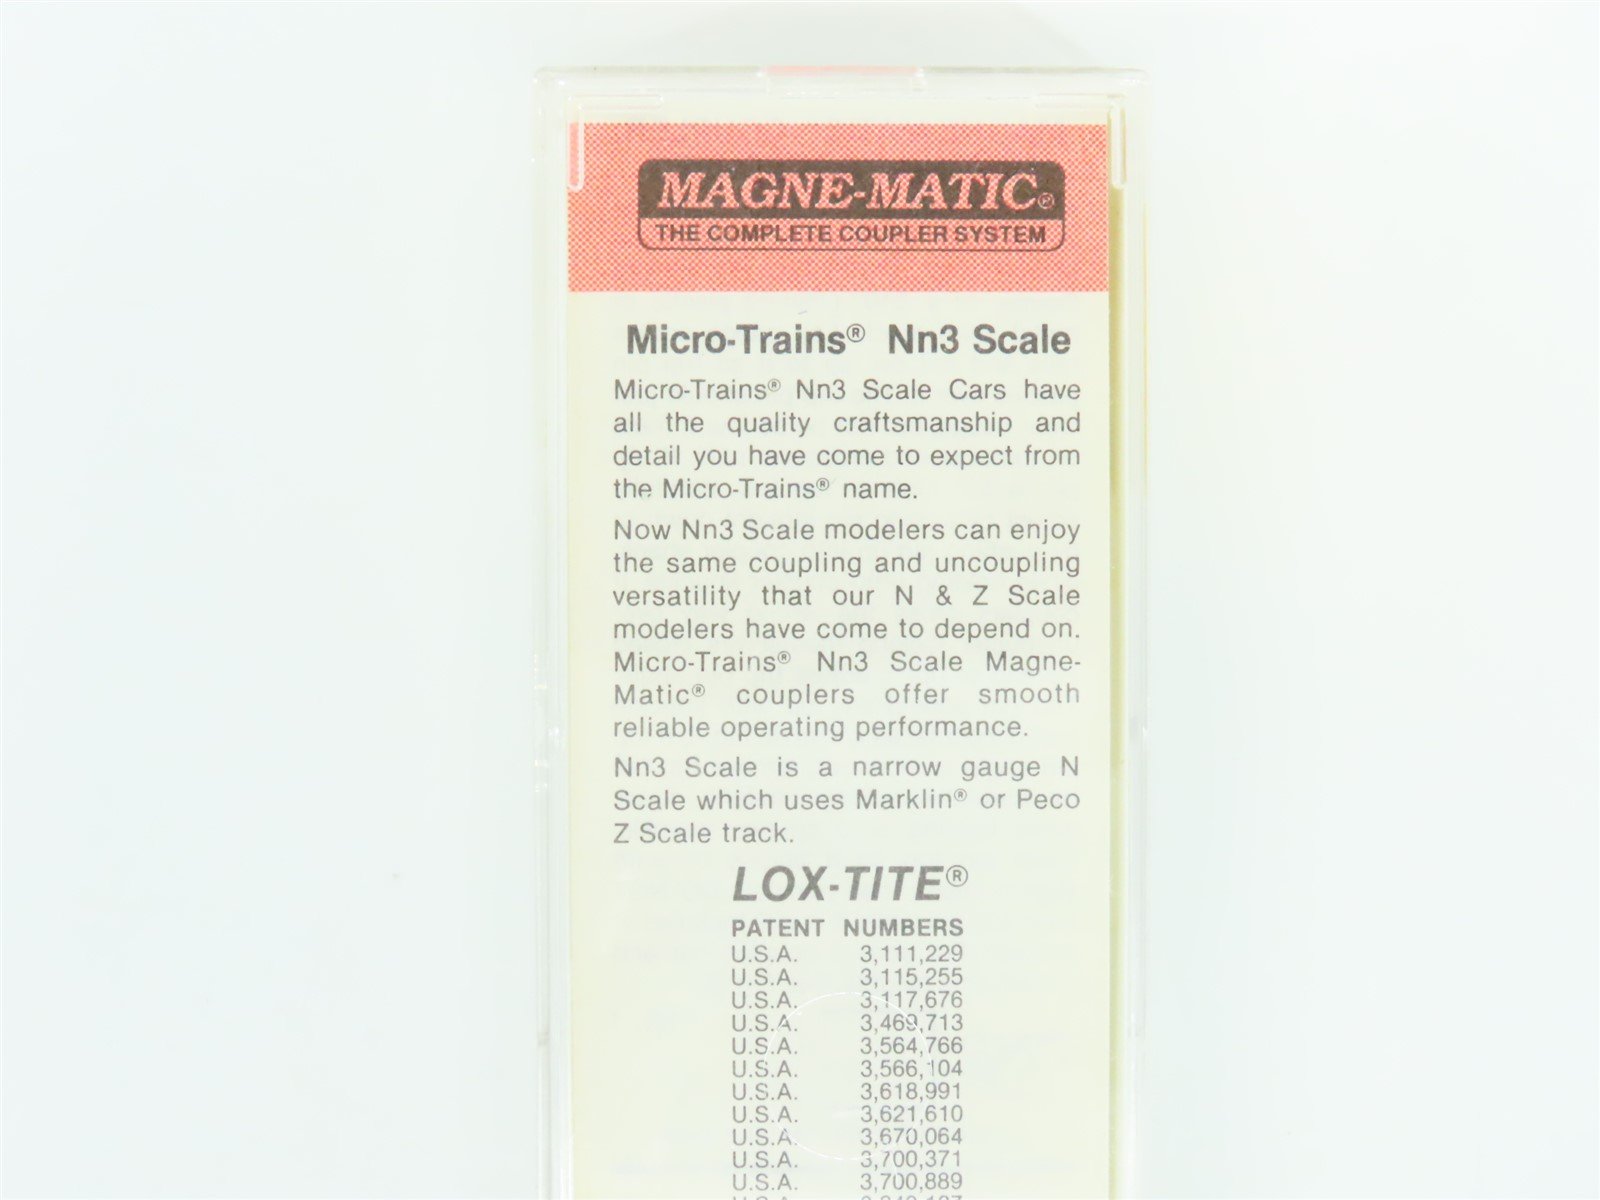 MAGNE-MATIC®
THE COMPLETE COUPLER SYSTEM
Micro-Trains® Nn3 Scale
Micro-Trains® Nn3 Scale Cars have
all the quality craftsmanship and
detail you have come to expect from
the Micro-Trains® name.
Now Nn3 Scale modelers can enjoy
the same coupling and uncoupling
versatility that our N & Z Scale
modelers have come to depend on.
Micro-Trains® Nn3 Scale Magne-
Matic® couplers offer smooth
reliable operating performance.
Nn3 Scale is a narrow gauge N
Scale which uses Marklin® or Peco
Z Scale track.
LOX-TITE®
PATENT NUMBERS
U.S.A. 3,111,229
U.S.A. 3,115,255
U.S.A. 3,117,676
U.S.A. 3,469,713
U.S.A. 3,564,766
U.S.A. 3,566,104
U.S.A. 3,618,991
U.S.A. 3,621,610
U.S.A. 3,670,064
U.S.A. 3,700,371
U.S.A. 3,700,889